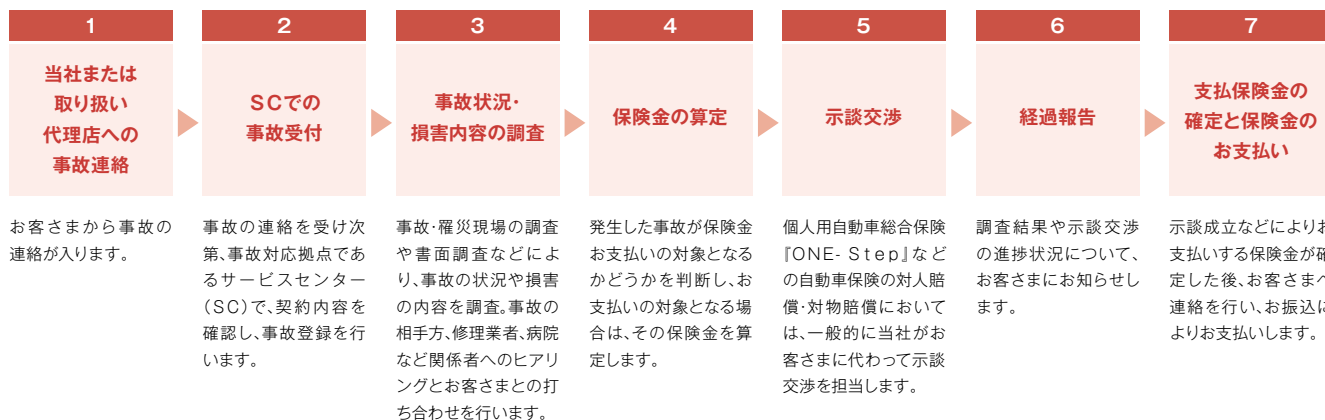 1
当社または
取り扱い
代理店への
事故連絡
お客さまから事故の
連絡が入ります。
2
SCでの
事故受付
事故の連絡を受け次
第、事故対応拠点であ
るサービスセンター
(SC)で、契約内容を
確認し、事故登録を行
います。
3
事故状況・
損害内容の調査
事故・罹災現場の調査
や書面調査などによ
り、事故の状況や損害
の内容を調査。事故の
相手方、修理業者、病院
など関係者へのヒアリ
ングとお客さまとの打
ち合わせを行います。
4
保険金の算定
発生した事故が保険金
お支払いの対象となる
かどうかを判断し、お
支払いの対象となる場
合は、その保険金を算
定します。
5
示談交渉
個人用自動車総合保険
『ONE-Step』など
の自動車保険の対人賠
償・対物賠償において
は、一般的に当社がお
客さまに代わって示談
交渉を担当します。
6
経過報告
調査結果や示談交渉
の進捗状況について、
お客さまにお知らせし
ます。
7
支払保険金の
確定と保険金の
お支払い
示談成立などによりお
支払いする保険金が確
定した後、お客さまへ
連絡を行い、お振込に
よりお支払いします。